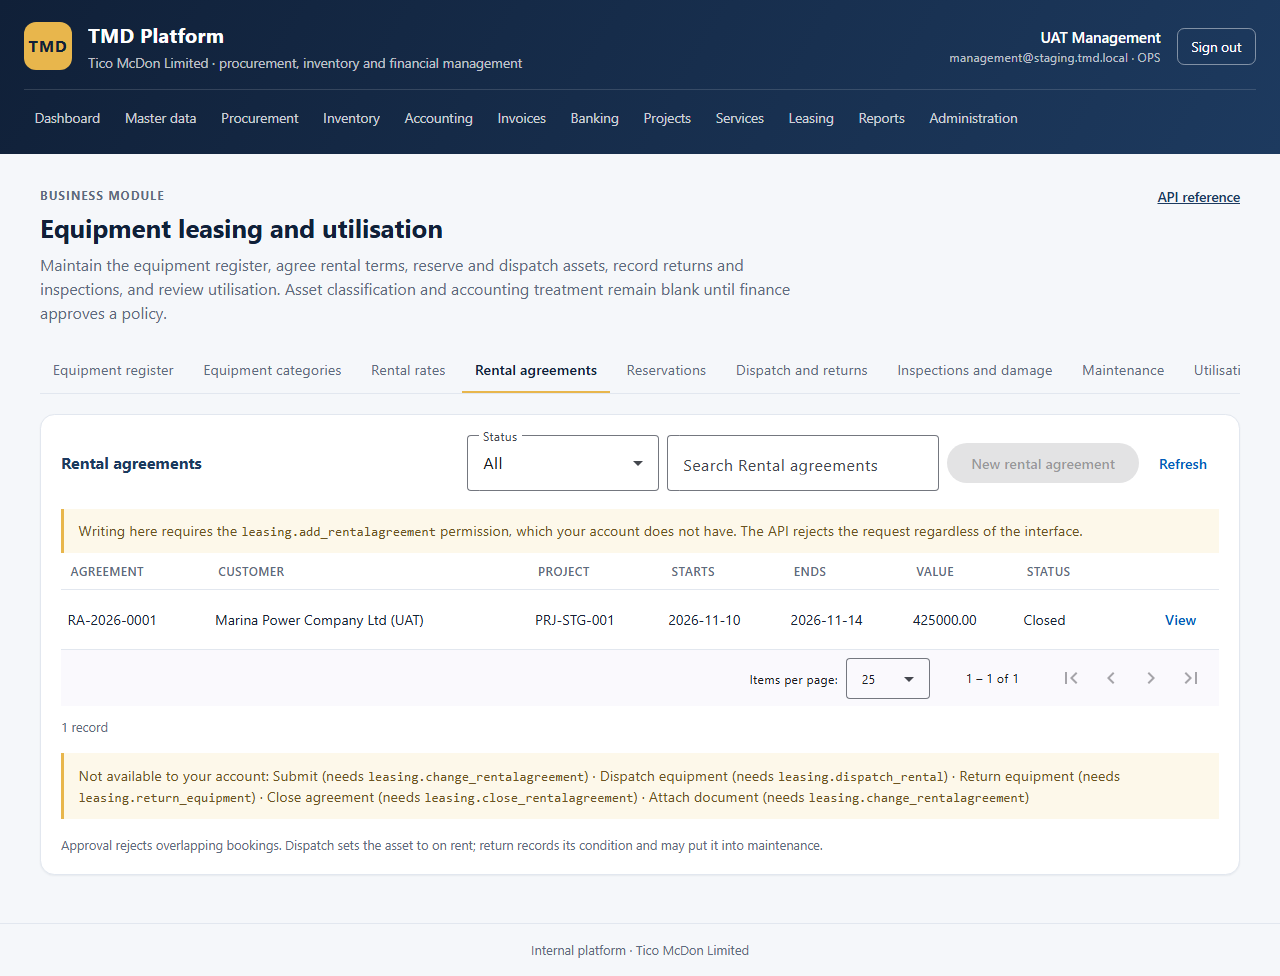 TMD
TMD Platform
Tico McDon Limited · procurement, inventory and financial management
UAT Management
management@staging.tmd.local · OPS
Sign out
Dashboard Master data Procurement Inventory Accounting Invoices Banking Projects Services Leasing Reports Administration
BUSINESS MODULE
API reference
Equipment leasing and utilisation
Maintain the equipment register, agree rental terms, reserve and dispatch assets, record returns and
inspections, and review utilisation. Asset classification and accounting treatment remain blank until finance
approves a policy.
Equipment register Equipment categories Rental rates Rental agreements Reservations Dispatch and returns Inspections and damage Maintenance Utilisati
Rental agreements
Status
All
Search Rental agreements
New rental agreement
Refresh
Writing here requires the leasing.add_rentalagreement permission, which your account does not have. The API rejects the request regardless of the interface.
AGREEMENT CUSTOMER PROJECT STARTS ENDS VALUE STATUS
RA-2026-0001 Marina Power Company Ltd (UAT) PRJ-STG-001 2026-11-10 2026-11-14 425000.00 Closed View
Items per page: 25 1 – 1 of 1
1 record
Not available to your account: Submit (needs leasing.change_rentalagreement) · Dispatch equipment (needs leasing.dispatch_rental) · Return equipment (needs
leasing.return_equipment) · Close agreement (needs leasing.close_rentalagreement) · Attach document (needs leasing.change_rentalagreement)
Approval rejects overlapping bookings. Dispatch sets the asset to on rent; return records its condition and may put it into maintenance.
Internal platform · Tico McDon Limited